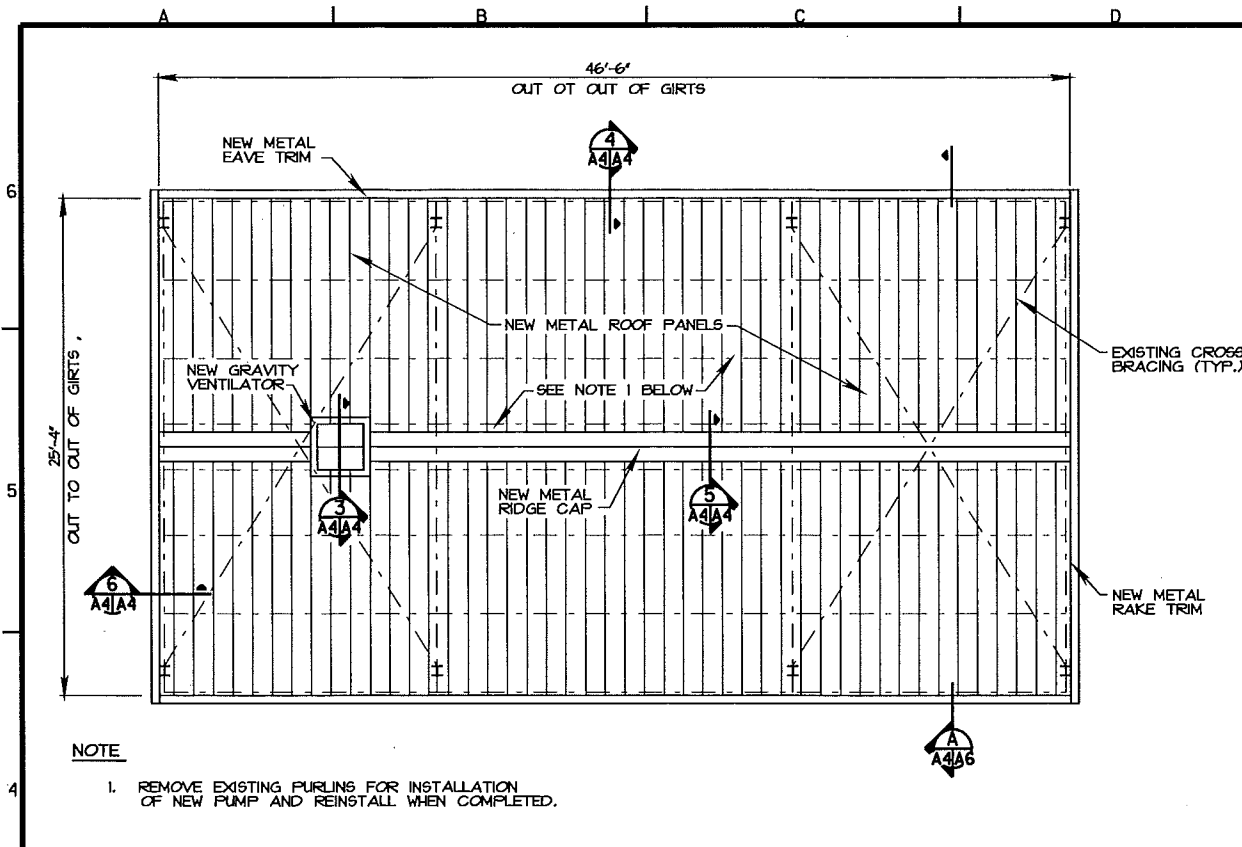 A B C D
46'-6"
OUT OT OUT OF GIRTS
NEW METAL
EAVE TRIM
4
A4 A4
6
25'-4"
OUT TO OUT OF GIRTS
NEW METAL ROOF PANELS
EXISTING CROSS
BRACING (TYP.)
NEW GRAVITY
VENTILATOR
SEE NOTE 1 BELOW
5
NEW METAL
RIDGE CAP
3
A4 A4
5
A4 A4
6
A4 A4
NEW METAL
RAKE TRIM
A
A4 A6
NOTE
4
1. REMOVE EXISTING PURLINS FOR INSTALLATION
OF NEW PUMP AND REINSTALL WHEN COMPLETED.